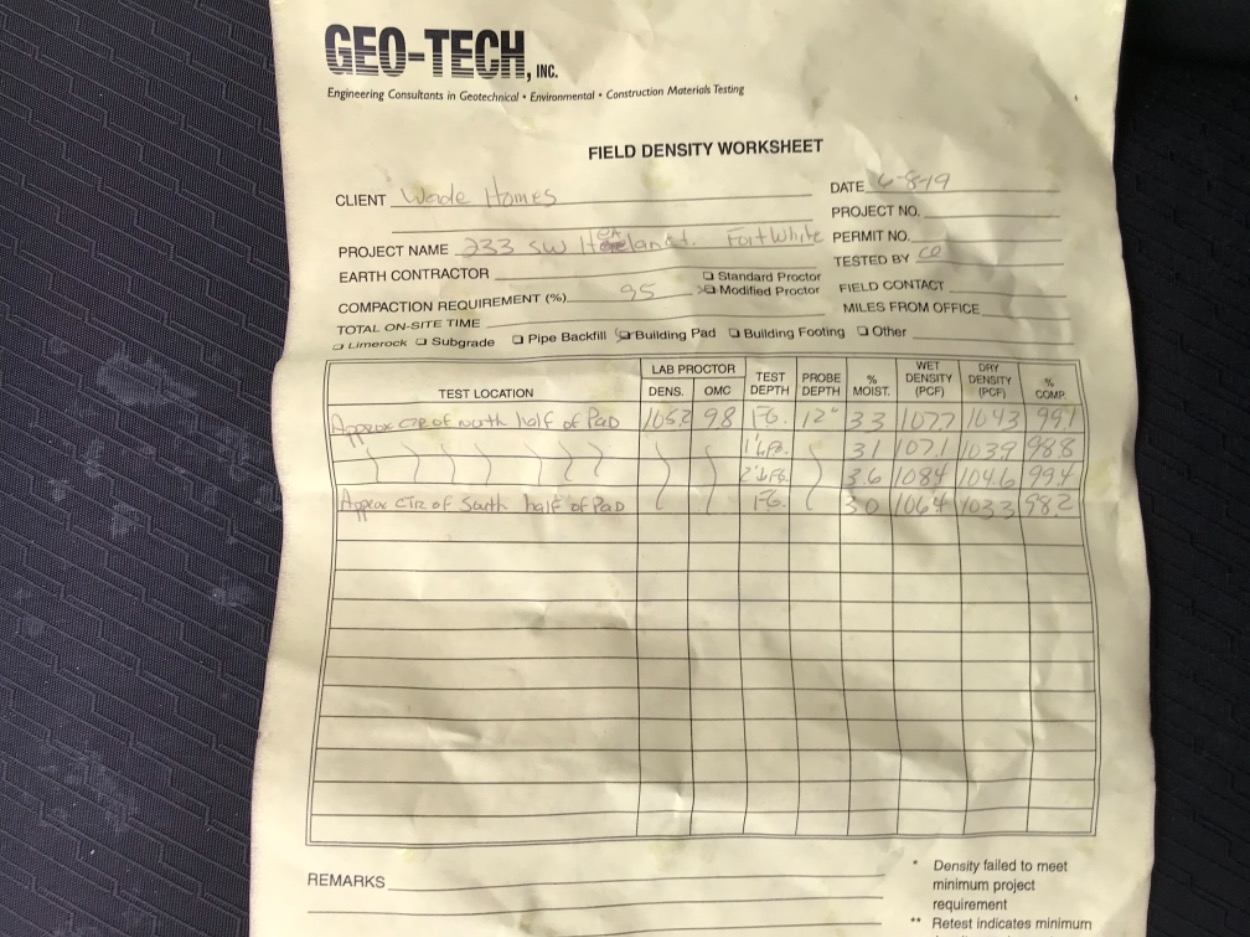 GEO-TECH, INC.
Engineering Consultants in Geotechnical • Environmental • Construction Materials Testing
FIELD DENSITY WORKSHEET
CLIENT Wade Homes
DATE 6-8-19
PROJECT NO.
PROJECT NAME 233 SW Fort White
PERMIT NO.
EARTH CONTRACTOR
❏ Standard Proctor
TESTED BY CO
COMPACTION REQUIREMENT (%) 95
❏ Modified Proctor
FIELD CONTACT
TOTAL ON-SITE TIME
MILES FROM OFFICE
❏ Limerock ❏ Subgrade ❏ Pipe Backfill ❏ Building Pad ❏ Building Footing ❏ Other
TEST LOCATION LAB PROCTOR DENS. OMC TEST DEPTH PROBE DEPTH % MOIST. WET DENSITY (PCF) DRY DENSITY (PCF) % COMP.
Approx CTR of north half of Pad 105.2 9.8 FG. 12" 3.3 107.7 104.3 99.1
3.1 107.1 103.9 98.8
3.6 108.4 104.6 99.4
Approx CTR of South half of Pad FG. 3.0 106.4 103.3 98.2
REMARKS
* Density failed to meet
minimum project
requirement
** Retest indicates minimum